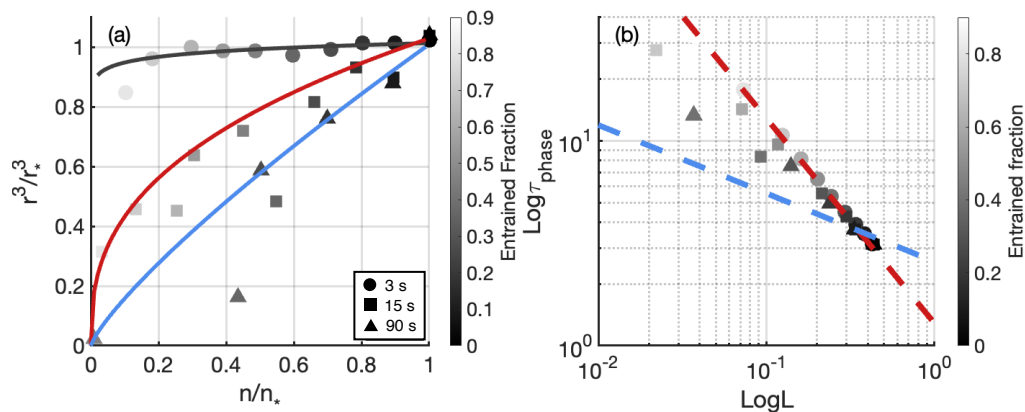 (a)
r³/r*³
1
0.8
0.6
0.4
0.2
0
0
0.2
0.4
0.6
0.8
1
n/n*
3 s
15 s
90 s
0.9
0.8
0.7
0.6
0.5
0.4
0.3
0.2
0.1
0
Entrained Fraction
(b)
Logτphase
10¹
10⁰
10⁻²
10⁻¹
10⁰
LogL
0.8
0.6
0.4
0.2
0
Entrained fraction